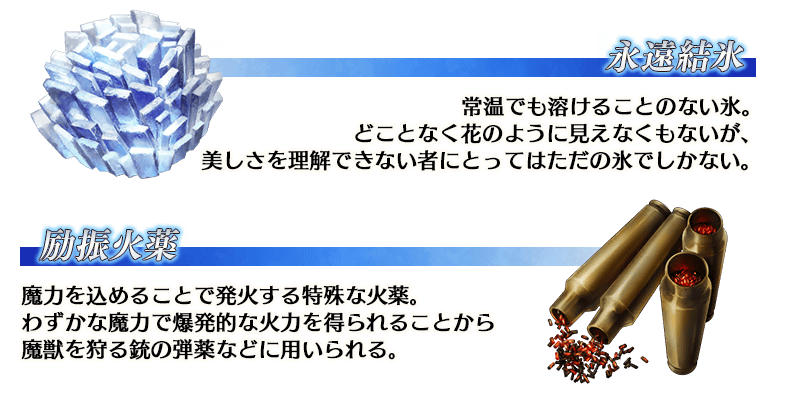 永遠結氷
常温でも溶けることのない氷。
どことなく花のように見えなくもないが、
美しさを理解できない者にとってはただの氷でしかない。
励振火薬
魔力を込めることで発火する特殊な火薬。
わずかな魔力で爆発的な火力を得られることから
魔獣を狩る銃の弾薬などに用いられる。